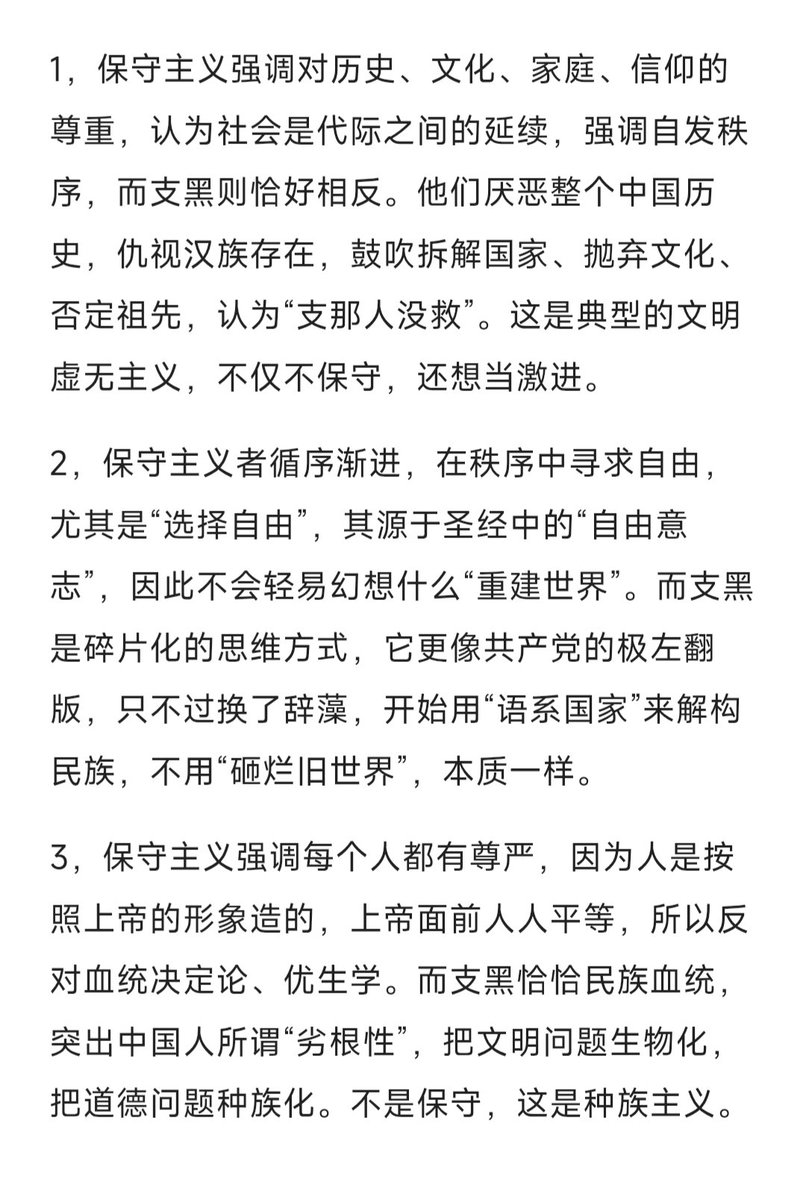 1，保守主义强调对历史、文化、家庭、信仰的
尊重，认为社会是代际之间的延续，强调自发秩
序，而支黑则恰好相反。他们厌恶整个中国历
史，仇视汉族存在，鼓吹拆解国家、抛弃文化、
否定祖先，认为“支那人没救”。这是典型的文明
虚无主义，不仅不保守，还想当激进。
2，保守主义者循序渐进，在秩序中寻求自由，
尤其是“选择自由”，其源于圣经中的“自由意
志”，因此不会轻易幻想什么“重建世界”。而支黑
是碎片化的思维方式，它更像共产党的极左翻
版，只不过换了辞藻，开始用“语系国家”来解构
民族，不用“砸烂旧世界”，本质一样。
3，保守主义强调每个人都有尊严，因为人是按
照上帝的形象造的，上帝面前人人平等，所以反
对血统决定论、优生学。而支黑恰恰民族血统，
突出中国人所谓“劣根性”，把文明问题生物化，
把道德问题种族化。不是保守，这是种族主义。